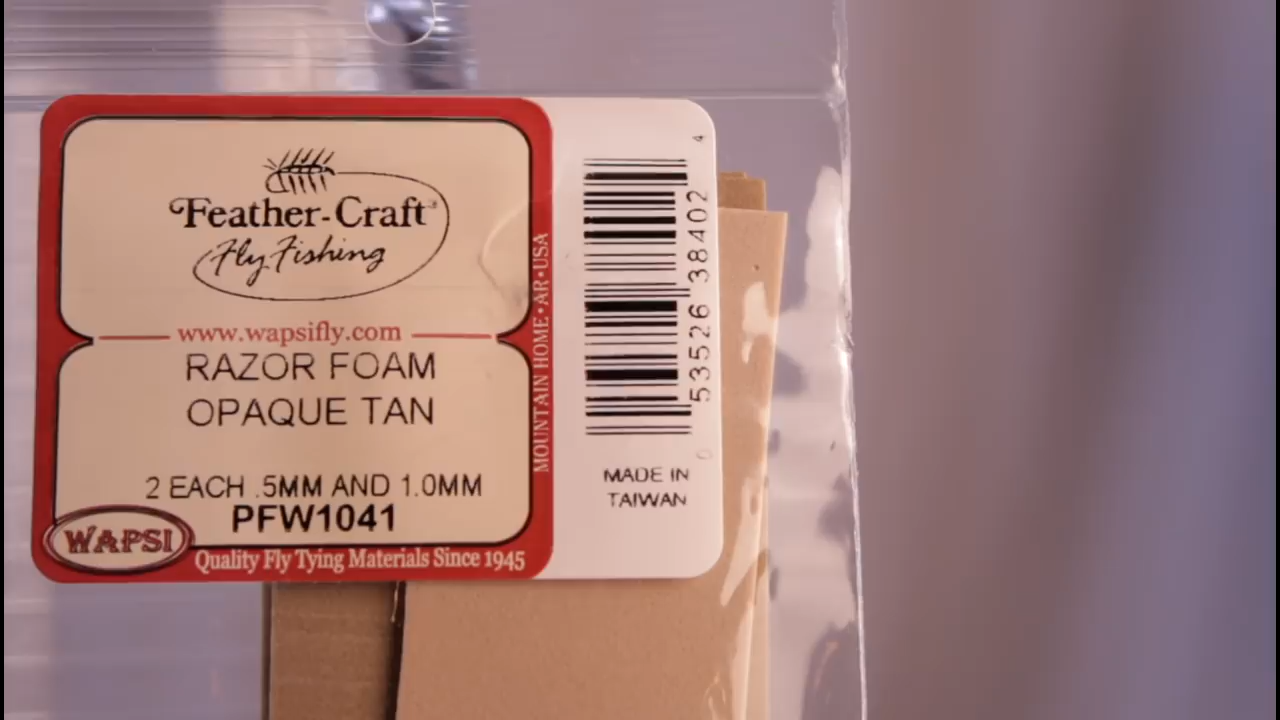 Feather-Craft
Fly Fishing
www.wapsifly.com
RAZOR FOAM
OPAQUE TAN
2 EACH .5MM AND 1.0MM
PFW1041
WAPSI
Quality Fly Tying Materials Since 1945
MOUNTAIN HOME • AR • USA
0 53526 38402 4
MADE IN
TAIWAN